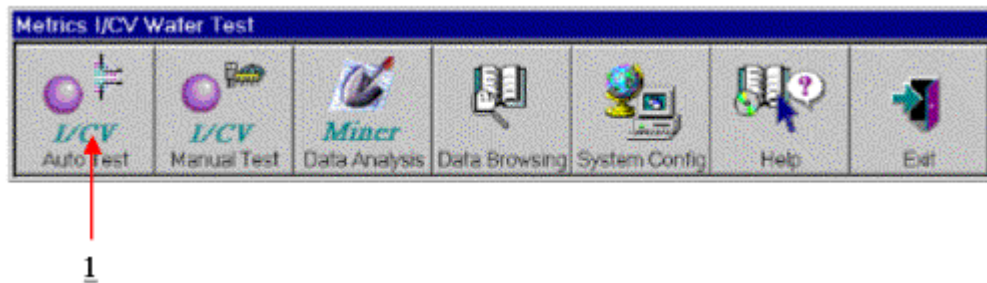 Metrics I/CV Wafer Test
I/CV
Auto Test
I/CV
Manual Test
Miner
Data Analysis
Data Browsing
System Config
?
Help
Exit
1